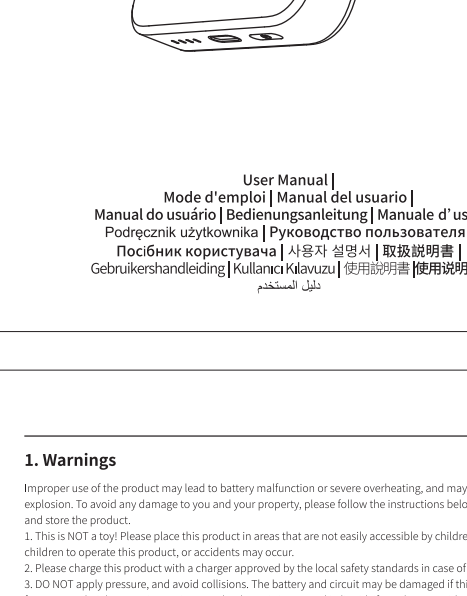 User Manual |
Mode d'emploi | Manual del usuario |
Manual do usuário | Bedienungsanleitung | Manuale d'us
Podręcznik użytkownika | Руководство пользователя
Посібник користувача | 사용자 설명서 | 取扱説明書 |
Gebruikershandleiding | Kullanıcı Kılavuzu | 使用說明書 | 使用说明
دليل المستخدم
1. Warnings
Improper use of the product may lead to battery malfunction or severe overheating, and may
explosion. To avoid any damage to you and your property, please follow the instructions belo
and store the product.
1. This is NOT a toy! Please place this product in areas that are not easily accessible by childre
children to operate this product, or accidents may occur.
2. Please charge this product with a charger approved by the local safety standards in case of
3. DO NOT apply pressure, and avoid collisions. The battery and circuit may be damaged if thi